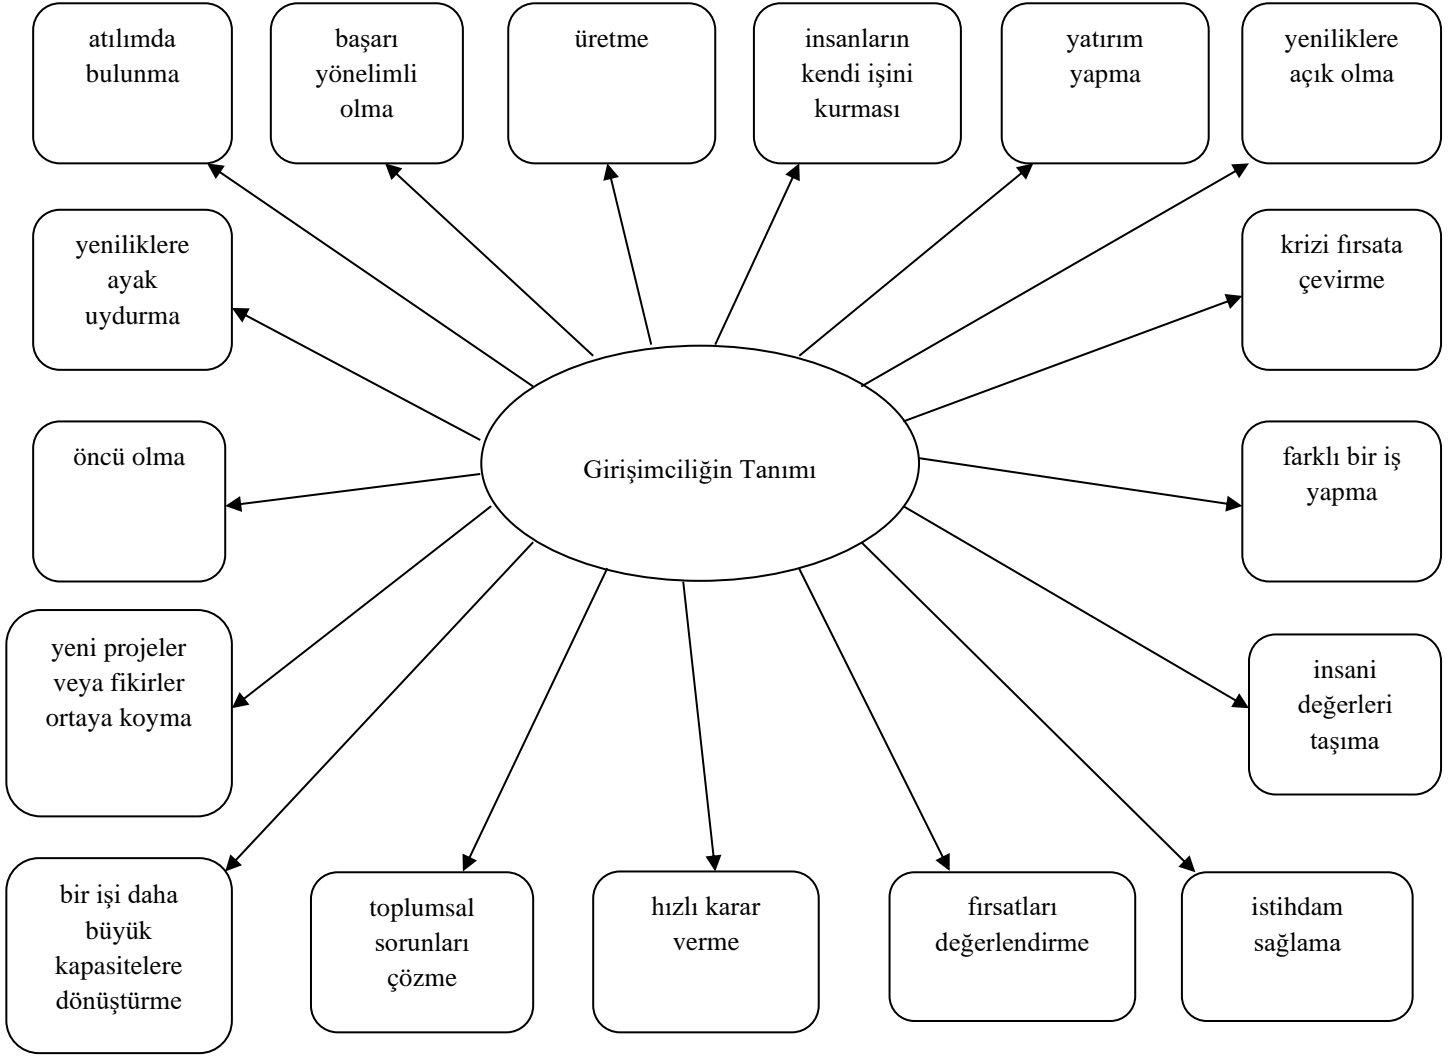 atılımda
bulunma
başarı
yönelimli
olma
üretme
insanların
kendi işini
kurması
yatırım
yapma
yeniliklere
açık olma
yeniliklere
ayak
uydurma
krizi fırsata
çevirme
öncü olma
Girişimciliğin Tanımı
farklı bir iş
yapma
yeni projeler
veya fikirler
ortaya koyma
insani
değerleri
taşıma
bir işi daha
büyük
kapasitelere
dönüştürme
toplumsal
sorunları
çözme
hızlı karar
verme
fırsatları
değerlendirme
istihdam
sağlama